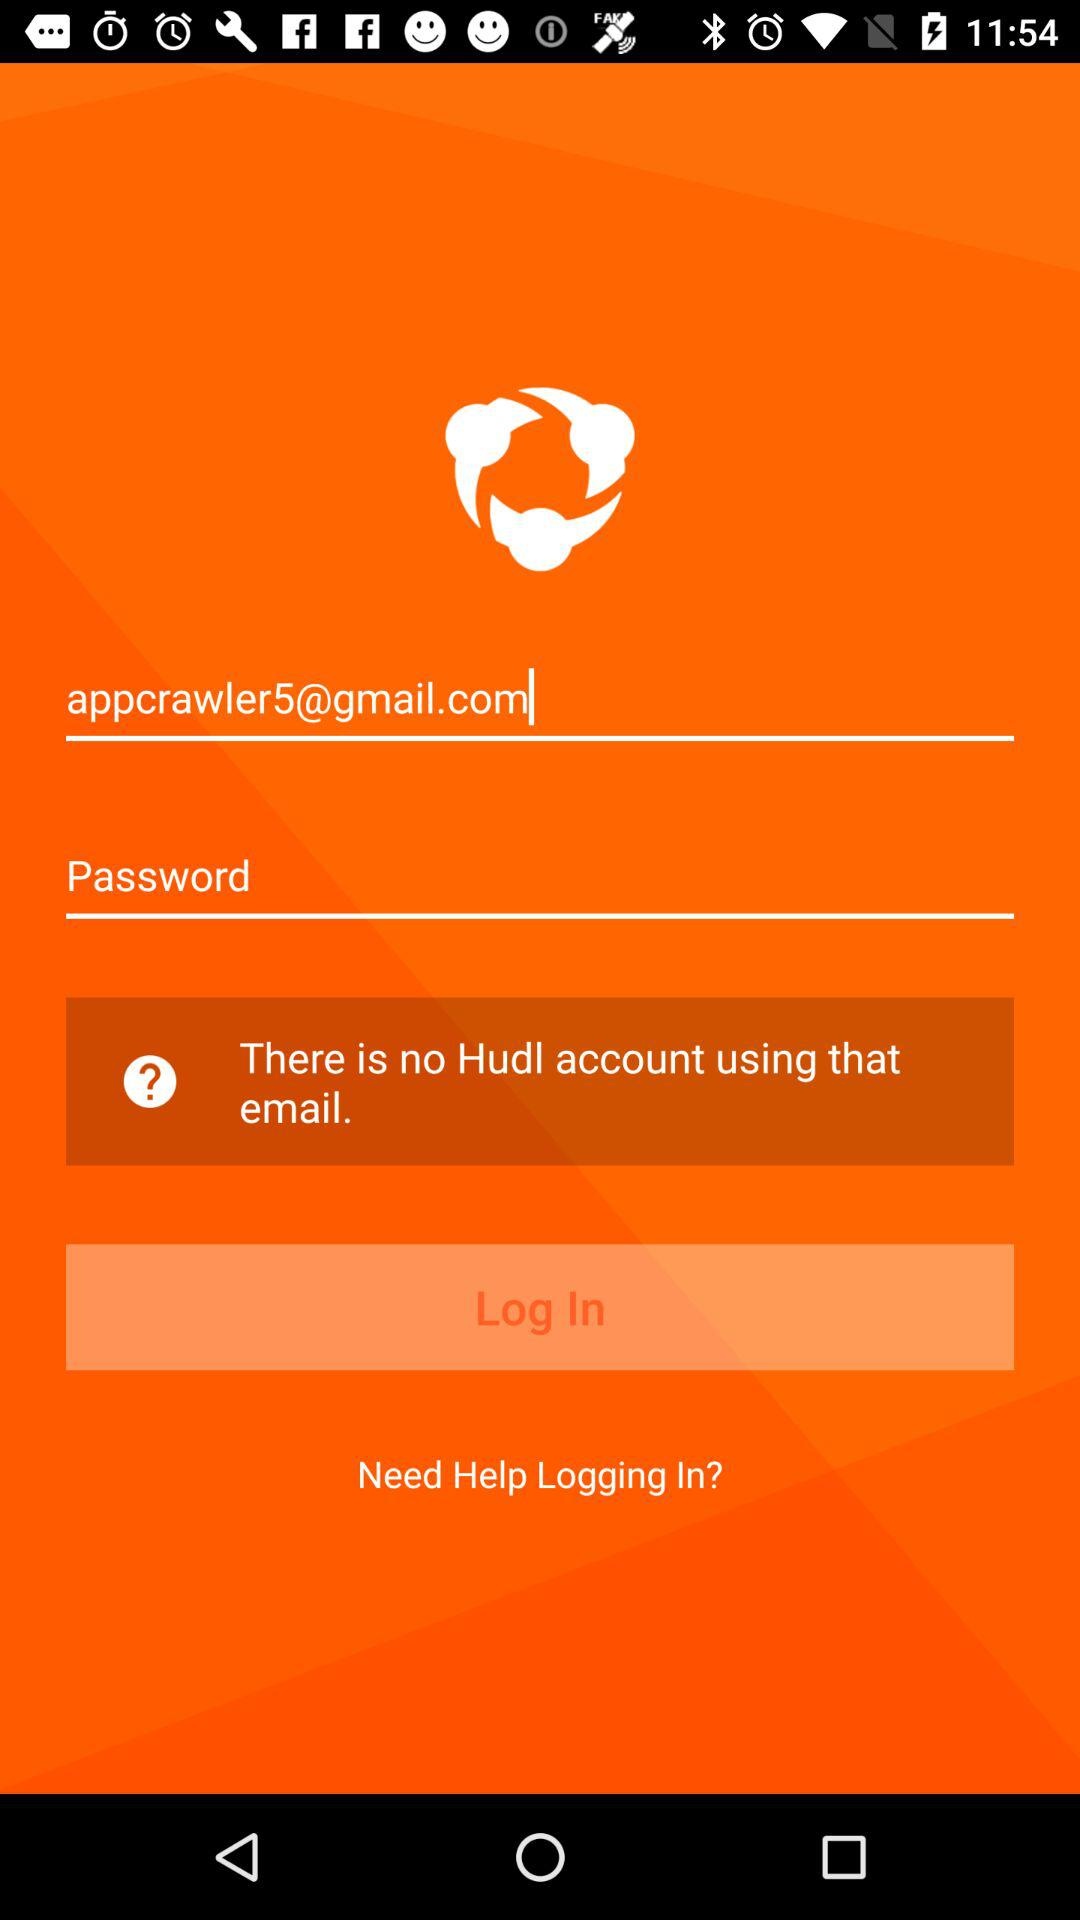 FAKE
11:54
appcrawler5@gmail.com
Password
There is no Hudl account using that
email.
Log In
Need Help Logging In?